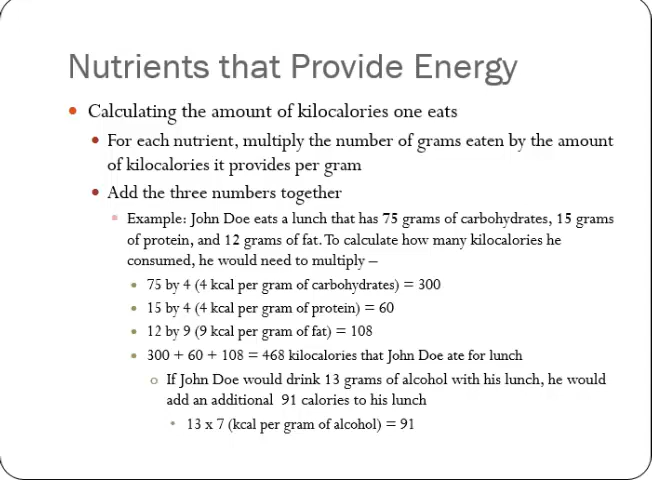 Nutrients that Provide Energy
• Calculating the amount of kilocalories one eats
• For each nutrient, multiply the number of grams eaten by the amount
of kilocalories it provides per gram
• Add the three numbers together
• Example: John Doe eats a lunch that has 75 grams of carbohydrates, 15 grams
of protein, and 12 grams of fat. To calculate how many kilocalories he
consumed, he would need to multiply –
• 75 by 4 (4 kcal per gram of carbohydrates) = 300
• 15 by 4 (4 kcal per gram of protein) = 60
• 12 by 9 (9 kcal per gram of fat) = 108
• 300 + 60 + 108 = 468 kilocalories that John Doe ate for lunch
o If John Doe would drink 13 grams of alcohol with his lunch, he would
add an additional 91 calories to his lunch
• 13 x 7 (kcal per gram of alcohol) = 91